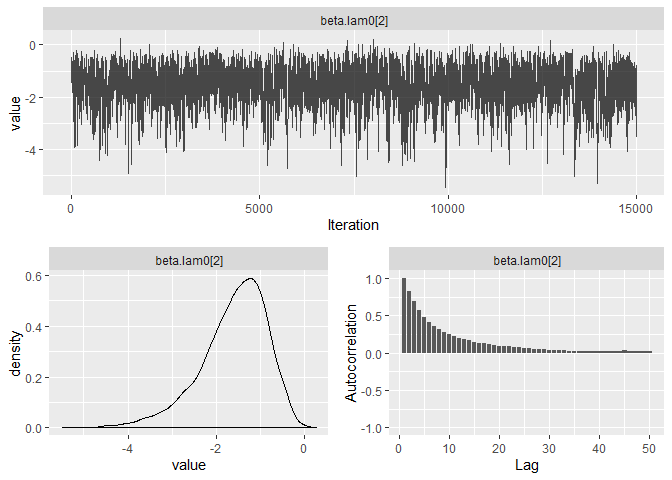 beta.lam0[2]
0
-2
-4
value
0
5000
10000
15000
Iteration
beta.lam0[2]
0.6
0.4
0.2
0.0
density
-4
-2
0
value
beta.lam0[2]
1.0
0.5
0.0
-0.5
-1.0
Autocorrelation
0
10
20
30
40
50
Lag